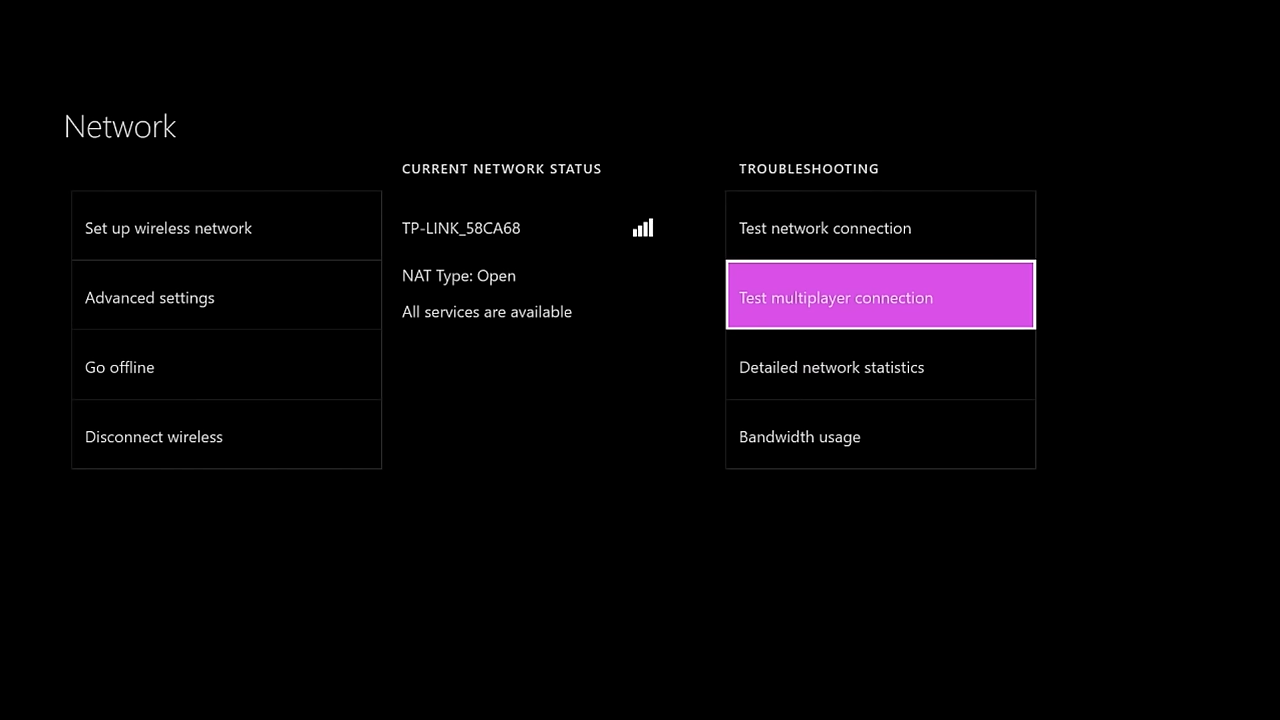 Network
Set up wireless network
Advanced settings
Go offline
Disconnect wireless
CURRENT NETWORK STATUS
TP-LINK_58CA68
NAT Type: Open
All services are available
TROUBLESHOOTING
Test network connection
Test multiplayer connection
Detailed network statistics
Bandwidth usage